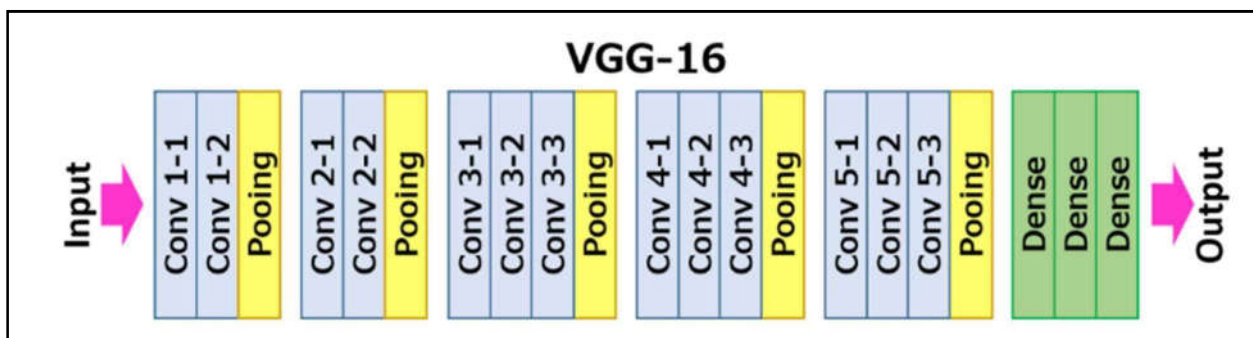 VGG-16
Input
Conv 1-1
Conv 1-2
Pooing
Conv 2-1
Conv 2-2
Pooing
Conv 3-1
Conv 3-2
Conv 3-3
Pooing
Conv 4-1
Conv 4-2
Conv 4-3
Pooing
Conv 5-1
Conv 5-2
Conv 5-3
Pooing
Dense
Dense
Dense
Output